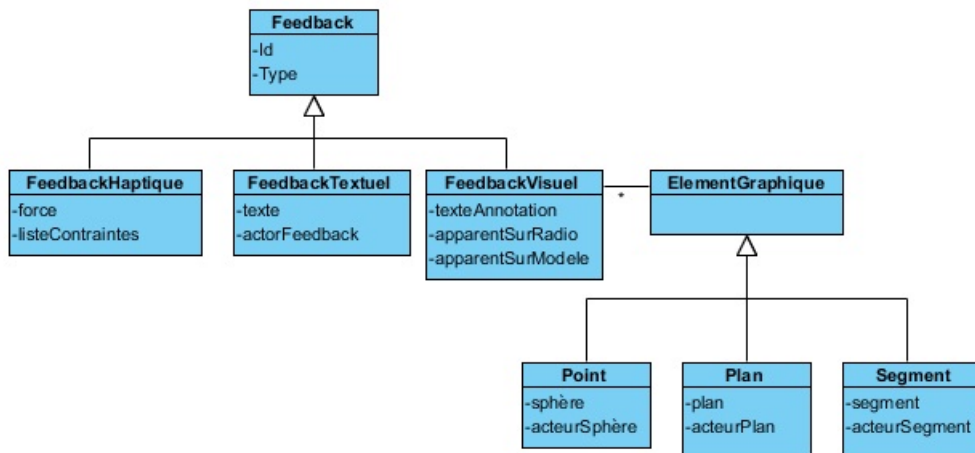 Feedback
-Id
-Type
FeedbackHaptique
-force
-listeContraintes
FeedbackTextuel
-texte
-actorFeedback
FeedbackVisuel
-texteAnnotation
-apparentSurRadio
-apparentSurModele
*
ElementGraphique
Point
-sphère
-acteurSphère
Plan
-plan
-acteurPlan
Segment
-segment
-acteurSegment